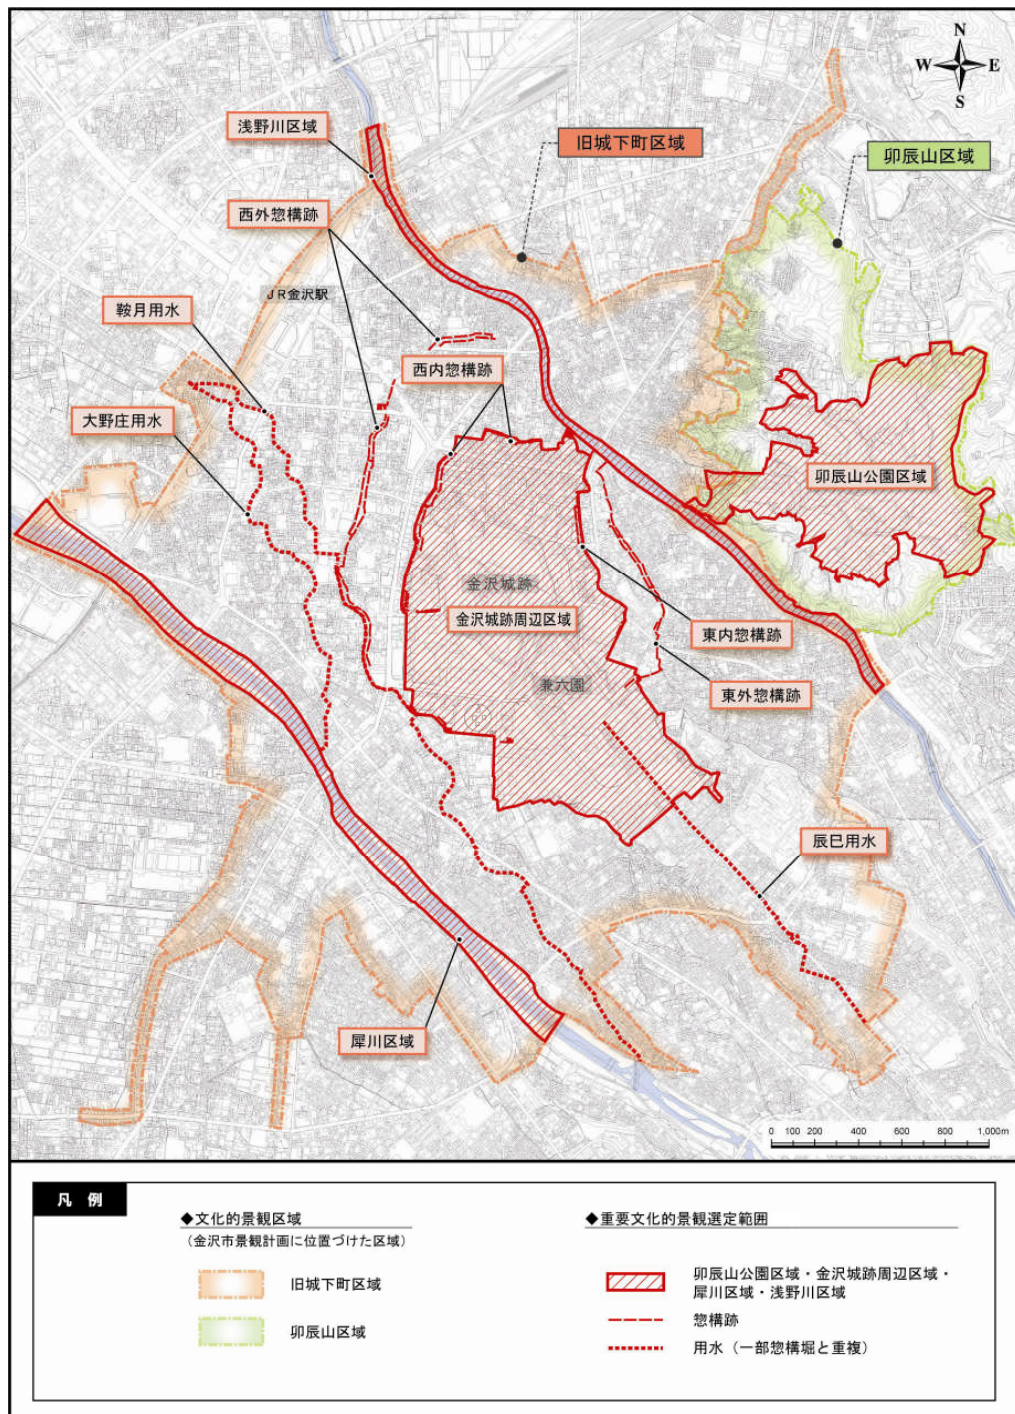 N
W E
S
浅野川区域
旧城下町区域
卯辰山区域
西外惣構跡
JR金沢駅
鞍月用水
西内惣構跡
大野庄用水
卯辰山公園区域
金沢城跡
金沢城跡周辺区域
東内惣構跡
兼六園
東外惣構跡
辰巳用水
犀川区域
0 100 200 400 600 800 1,000m
凡 例
◆文化的景観区域
(金沢市景観計画に位置づけた区域)
旧城下町区域
卯辰山区域
◆重要文化的景観選定範囲
卯辰山公園区域・金沢城跡周辺区域・
犀川区域・浅野川区域
惣構跡
用水（一部惣構堀と重複）